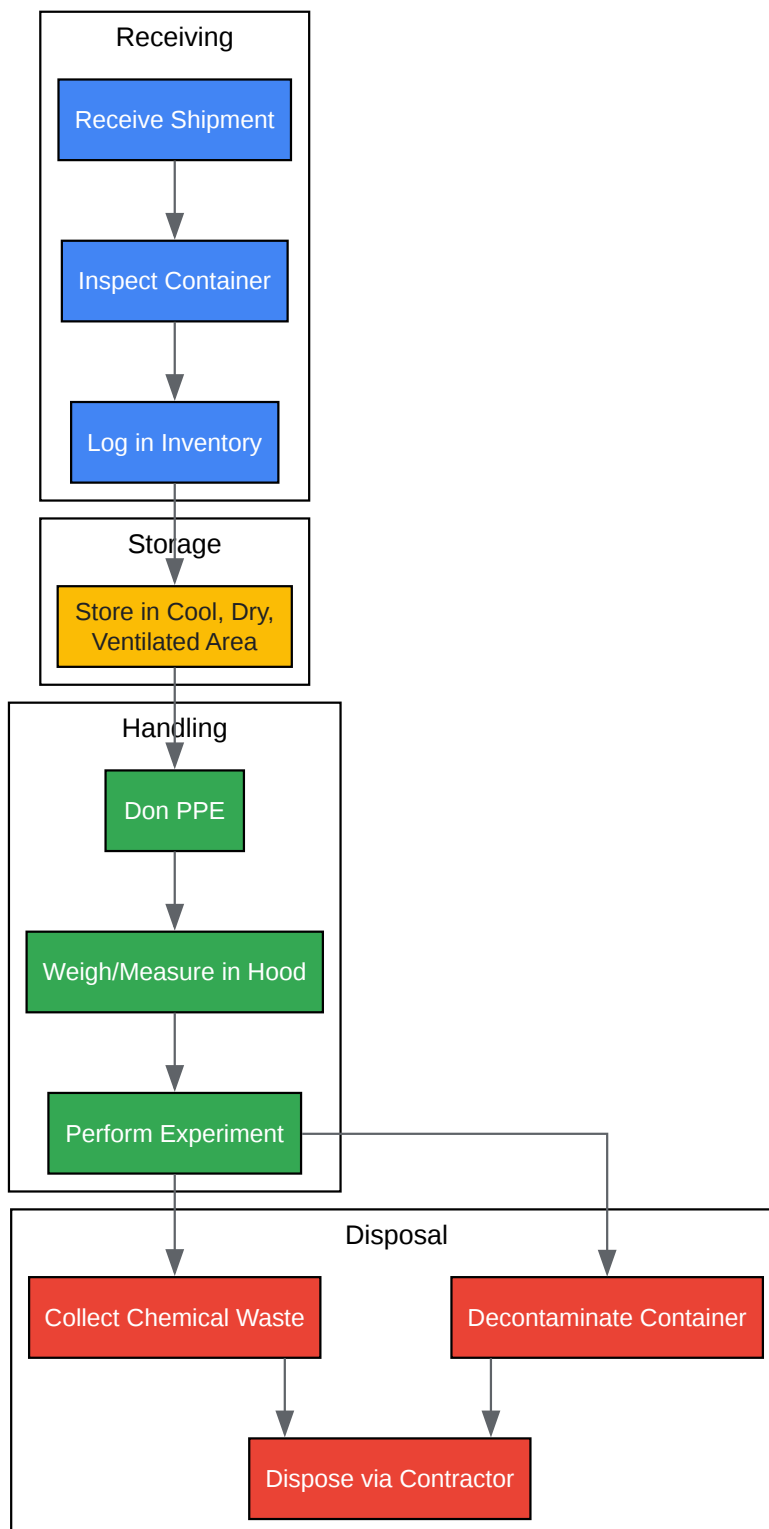 Receiving
Receive Shipment
Inspect Container
Log in Inventory
Storage
Store in Cool, Dry,
Ventilated Area
Handling
Don PPE
Weigh/Measure in Hood
Perform Experiment
Disposal
Collect Chemical Waste
Decontaminate Container
Dispose via Contractor